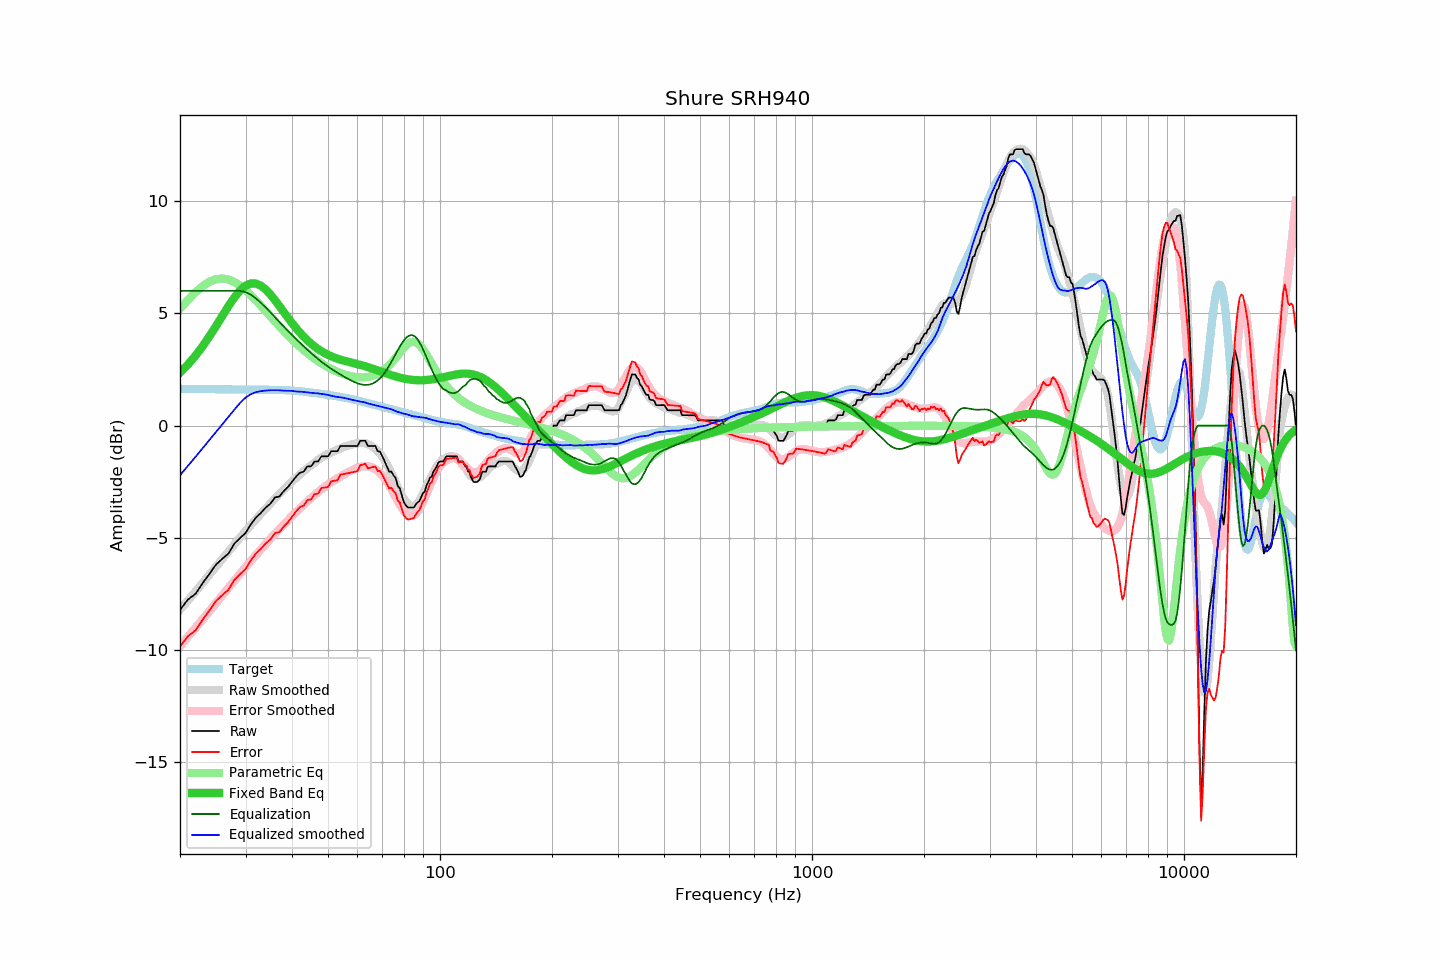 Shure SRH940
Amplitude (dBr)
10
5
0
−5
−10
−15
Target
Raw Smoothed
Error Smoothed
Raw
Error
Parametric Eq
Fixed Band Eq
Equalization
Equalized smoothed
100
1000
10000
Frequency (Hz)